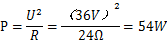 P = U²/R = （36V）²/24Ω = 54W